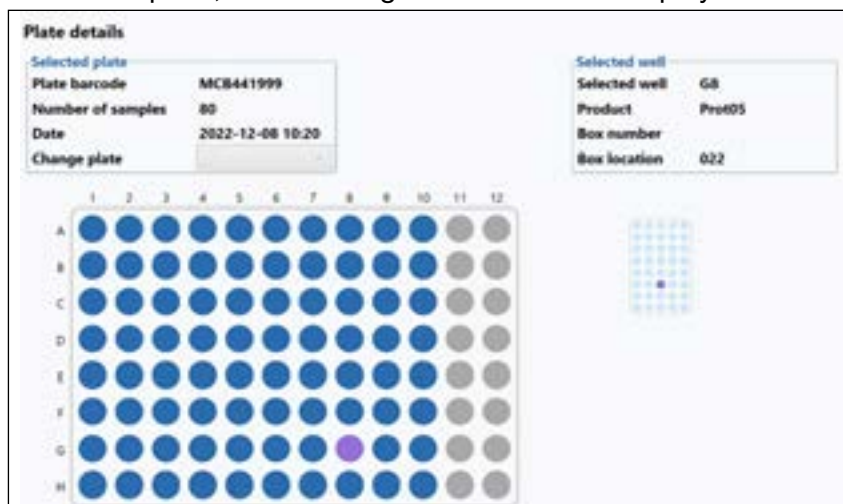 Plate details
Selected plate
Plate barcode MCB441999
Number of samples 80
Date 2022-12-08 10:20
Change plate
Selected well
Selected well G8
Product Prot05
Box number
Box location 022
1 2 3 4 5 6 7 8 9 10 11 12
A
B
C
D
E
F
G
H